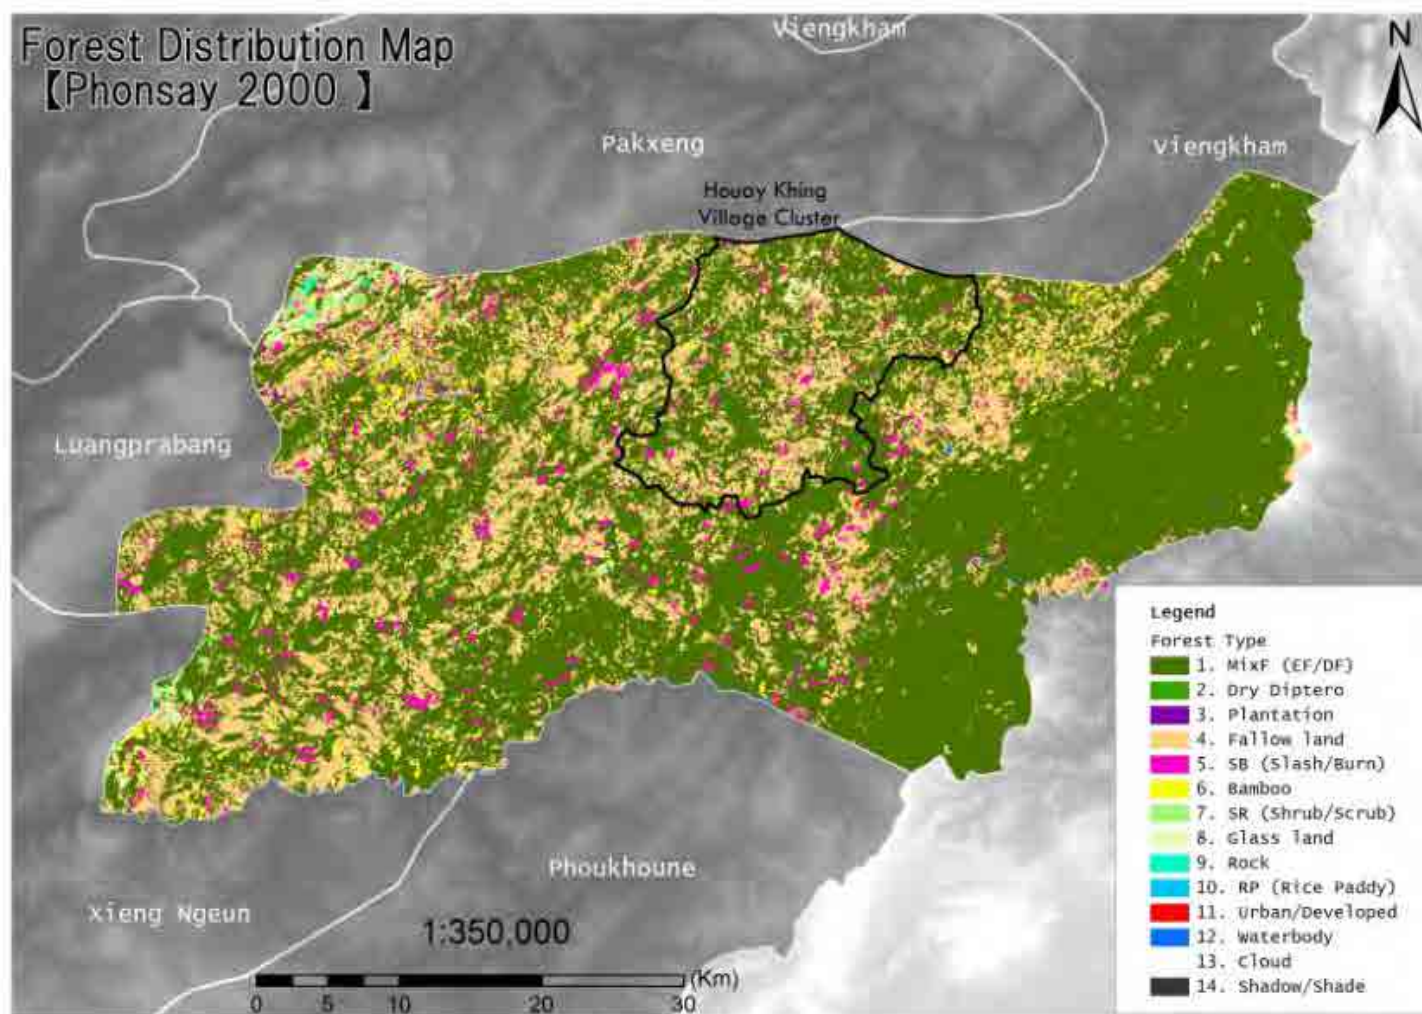 Forest Distribution Map
【Phonsay 2000 】
Viengkham
N
Pakxeng
Viengkham
Houay Khing
Village Cluster
Luangprabang
Phoukhoune
Xieng Ngeun
1:350,000
(Km)
0 5 10 20 30
Legend
Forest Type
1. MixF (EF/DF)
2. Dry Diptero
3. Plantation
4. Fallow land
5. SB (Slash/Burn)
6. Bamboo
7. SR (Shrub/Scrub)
8. Glass land
9. Rock
10. RP (Rice Paddy)
11. Urban/Developed
12. Waterbody
13. Cloud
14. Shadow/Shade